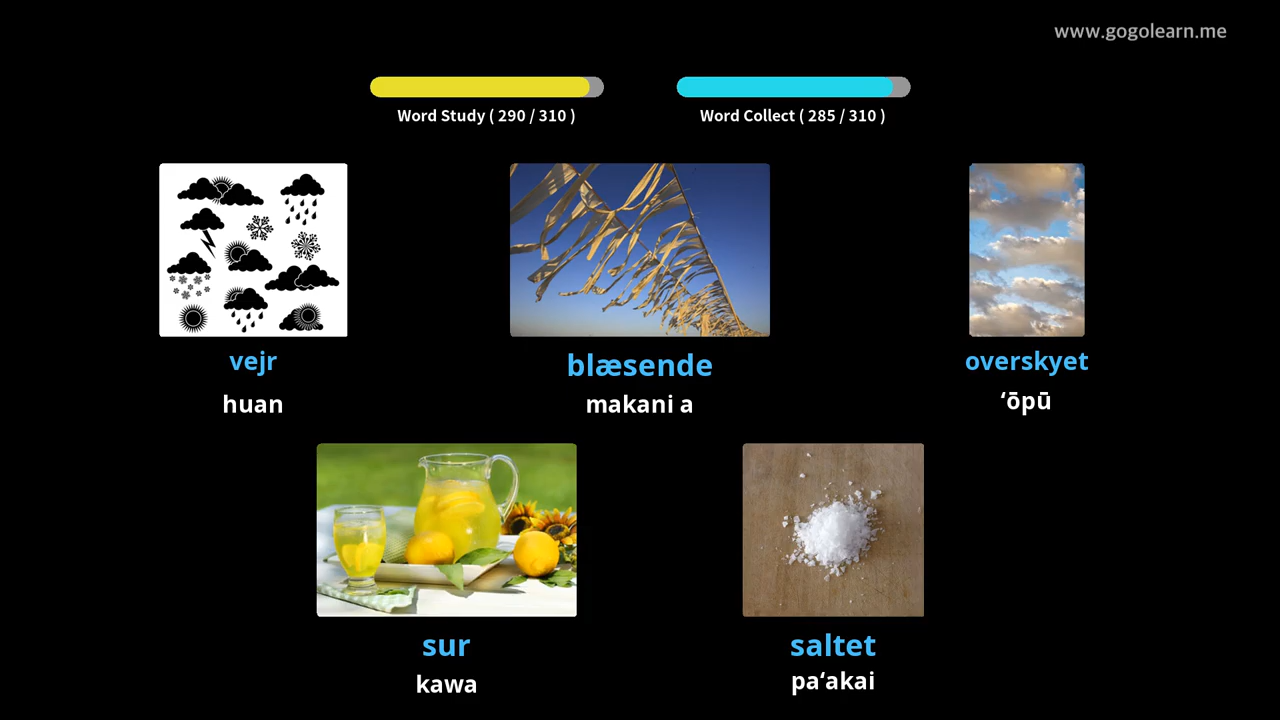 www.gogolearn.me
Word Study ( 290 / 310 )
Word Collect ( 285 / 310 )
vejr
blæsende
overskyet
huan
makani a
ʻōpū
sur
saltet
kawa
paʻakai